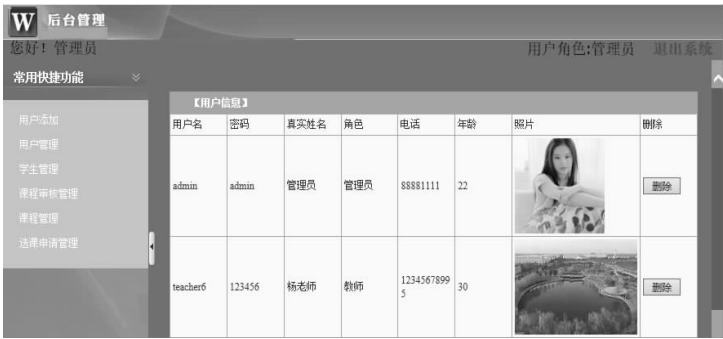 W 后台管理
您好！管理员
用户角色:管理员 退出系统
常用快捷功能
用户添加
用户管理
学生管理
课程审核管理
课程管理
选课申请管理
【用户信息】
用户名 密码 真实姓名 角色 电话 年龄 照片 删除
admin admin 管理员 管理员 88881111 22 删除
teacher6 123456 杨老师 教师 1234567899 30 删除
5